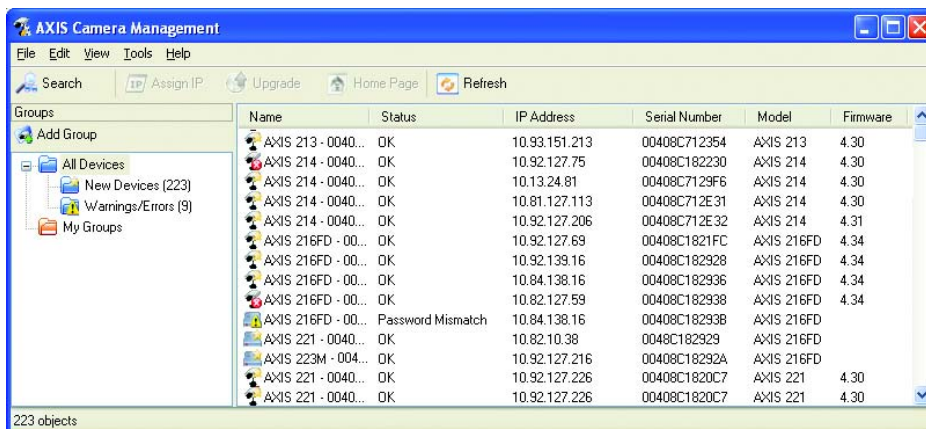 AXIS Camera Management
File Edit View Tools Help
Search Assign IP Upgrade Home Page Refresh
Groups
Add Group
All Devices
New Devices (223)
Warnings/Errors (9)
My Groups
Name Status IP Address Serial Number Model Firmware
AXIS 213 - 0040... OK 10.93.151.213 00408C712354 AXIS 213 4.30
AXIS 214 - 0040... OK 10.92.127.75 00408C182230 AXIS 214 4.30
AXIS 214 - 0040... OK 10.13.24.81 00408C7129F6 AXIS 214 4.30
AXIS 214 - 0040... OK 10.81.127.113 00408C712E31 AXIS 214 4.30
AXIS 214 - 0040... OK 10.92.127.206 00408C712E32 AXIS 214 4.31
AXIS 216FD - 00... OK 10.92.127.69 00408C1821FC AXIS 216FD 4.34
AXIS 216FD - 00... OK 10.92.139.16 00408C182928 AXIS 216FD 4.34
AXIS 216FD - 00... OK 10.84.138.16 00408C182936 AXIS 216FD 4.34
AXIS 216FD - 00... OK 10.82.127.59 00408C182938 AXIS 216FD 4.34
AXIS 216FD - 00... Password Mismatch 10.84.138.16 00408C18293B AXIS 216FD
AXIS 221 - 0040... OK 10.82.10.38 0048C182929 AXIS 216FD
AXIS 223M - 004... OK 10.92.127.216 00408C18292A AXIS 216FD
AXIS 221 - 0040... OK 10.92.127.226 00408C1820C7 AXIS 221 4.30
AXIS 221 - 0040... OK 10.92.127.226 00408C1820C7 AXIS 221 4.30
223 objects